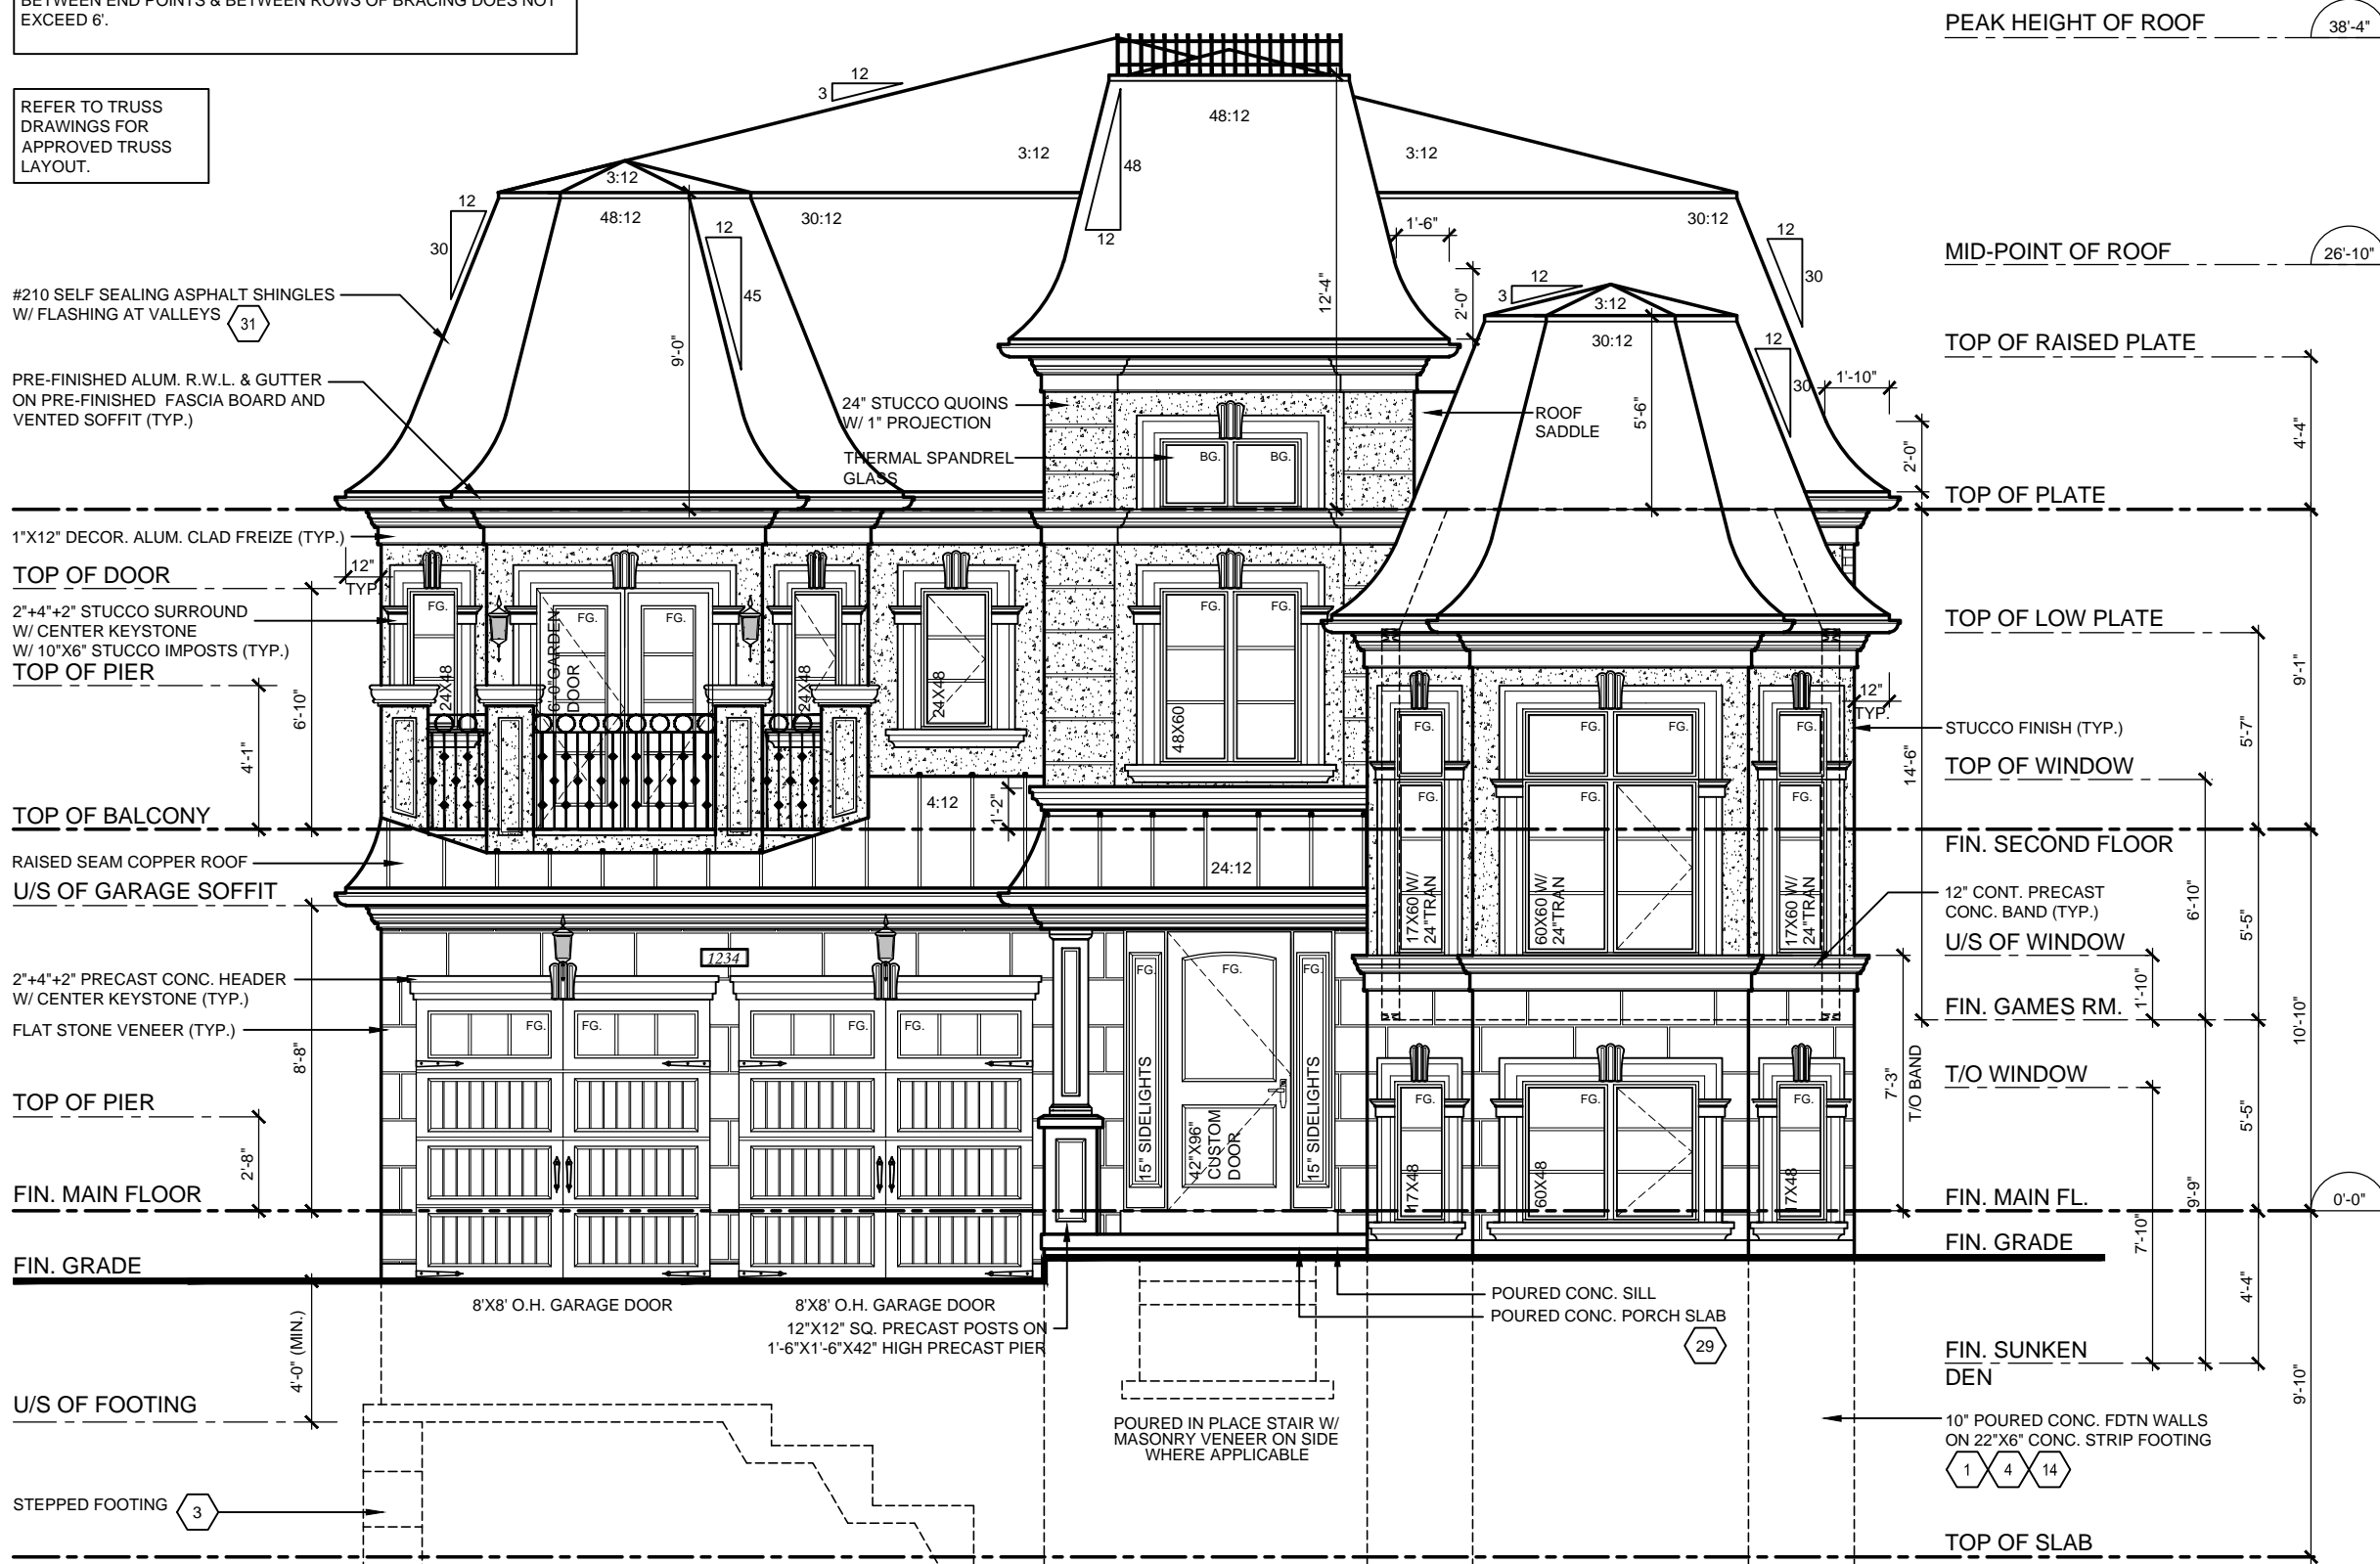 BETWEEN END POINTS & BETWEEN ROWS OF BRACING DOES NOT
EXCEED 6'.
REFER TO TRUSS
DRAWINGS FOR
APPROVED TRUSS
LAYOUT.
#210 SELF SEALING ASPHALT SHINGLES
W/ FLASHING AT VALLEYS
31
PRE-FINISHED ALUM. R.W.L. & GUTTER
ON PRE-FINISHED FASCIA BOARD AND
VENTED SOFFIT (TYP.)
1"X12" DECOR. ALUM. CLAD FREIZE (TYP.)
TOP OF DOOR
12"
TYP.
2"+4"+2" STUCCO SURROUND
W/ CENTER KEYSTONE
W/ 10"X6" STUCCO IMPOSTS (TYP.)
TOP OF PIER
6'-10"
4'-1"
TOP OF BALCONY
RAISED SEAM COPPER ROOF
U/S OF GARAGE SOFFIT
2"+4"+2" PRECAST CONC. HEADER
W/ CENTER KEYSTONE (TYP.)
FLAT STONE VENEER (TYP.)
8'-8"
TOP OF PIER
2'-8"
FIN. MAIN FLOOR
FIN. GRADE
4'-0" (MIN.)
U/S OF FOOTING
STEPPED FOOTING
3
12
3
3:12
48:12
3:12
48
12
3:12
48:12
30:12
30:12
12
30
12
45
9'-0"
1'-6"
2'-0"
12'-4"
12
30
12
3
3:12
30:12
12
30
5'-6"
1'-10"
2'-0"
24" STUCCO QUOINS
W/ 1" PROJECTION
THERMAL SPANDREL
GLASS
BG.
BG.
ROOF
SADDLE
FG.
24X48
FG.
FG.
6'-0"GARDEN
DOOR
FG.
24X48
FG.
24X48
FG.
FG.
48X60
4:12
1'-2"
24:12
FG.
FG.
FG.
FG.
FG.
FG.
FG.
17X60 W/
24"TRAN
60X60 W/
24"TRAN
17X60 W/
24"TRAN
12"
TYP.
14'-6"
1234
FG.
FG.
FG.
FG.
FG.
FG.
FG.
15" SIDELIGHTS
42"X96"
CUSTOM
DOOR
15" SIDELIGHTS
FG.
FG.
FG.
17X48
60X48
17X48
7'-3"
T/O BAND
8'X8' O.H. GARAGE DOOR
8'X8' O.H. GARAGE DOOR
12"X12" SQ. PRECAST POSTS ON
1'-6"X1'-6"X42" HIGH PRECAST PIER
POURED CONC. SILL
POURED CONC. PORCH SLAB
29
POURED IN PLACE STAIR W/
MASONRY VENEER ON SIDE
WHERE APPLICABLE
PEAK HEIGHT OF ROOF
38'-4"
MID-POINT OF ROOF
26'-10"
TOP OF RAISED PLATE
4'-4"
TOP OF PLATE
TOP OF LOW PLATE
9'-1"
5'-7"
STUCCO FINISH (TYP.)
TOP OF WINDOW
FIN. SECOND FLOOR
12" CONT. PRECAST
CONC. BAND (TYP.)
6'-10"
5'-5"
U/S OF WINDOW
1'-10"
FIN. GAMES RM.
10'-10"
T/O WINDOW
5'-5"
FIN. MAIN FL.
9'-9"
0'-0"
FIN. GRADE
7'-10"
4'-4"
FIN. SUNKEN
DEN
9'-10"
10" POURED CONC. FDTN WALLS
ON 22"X6" CONC. STRIP FOOTING
1
4
14
TOP OF SLAB